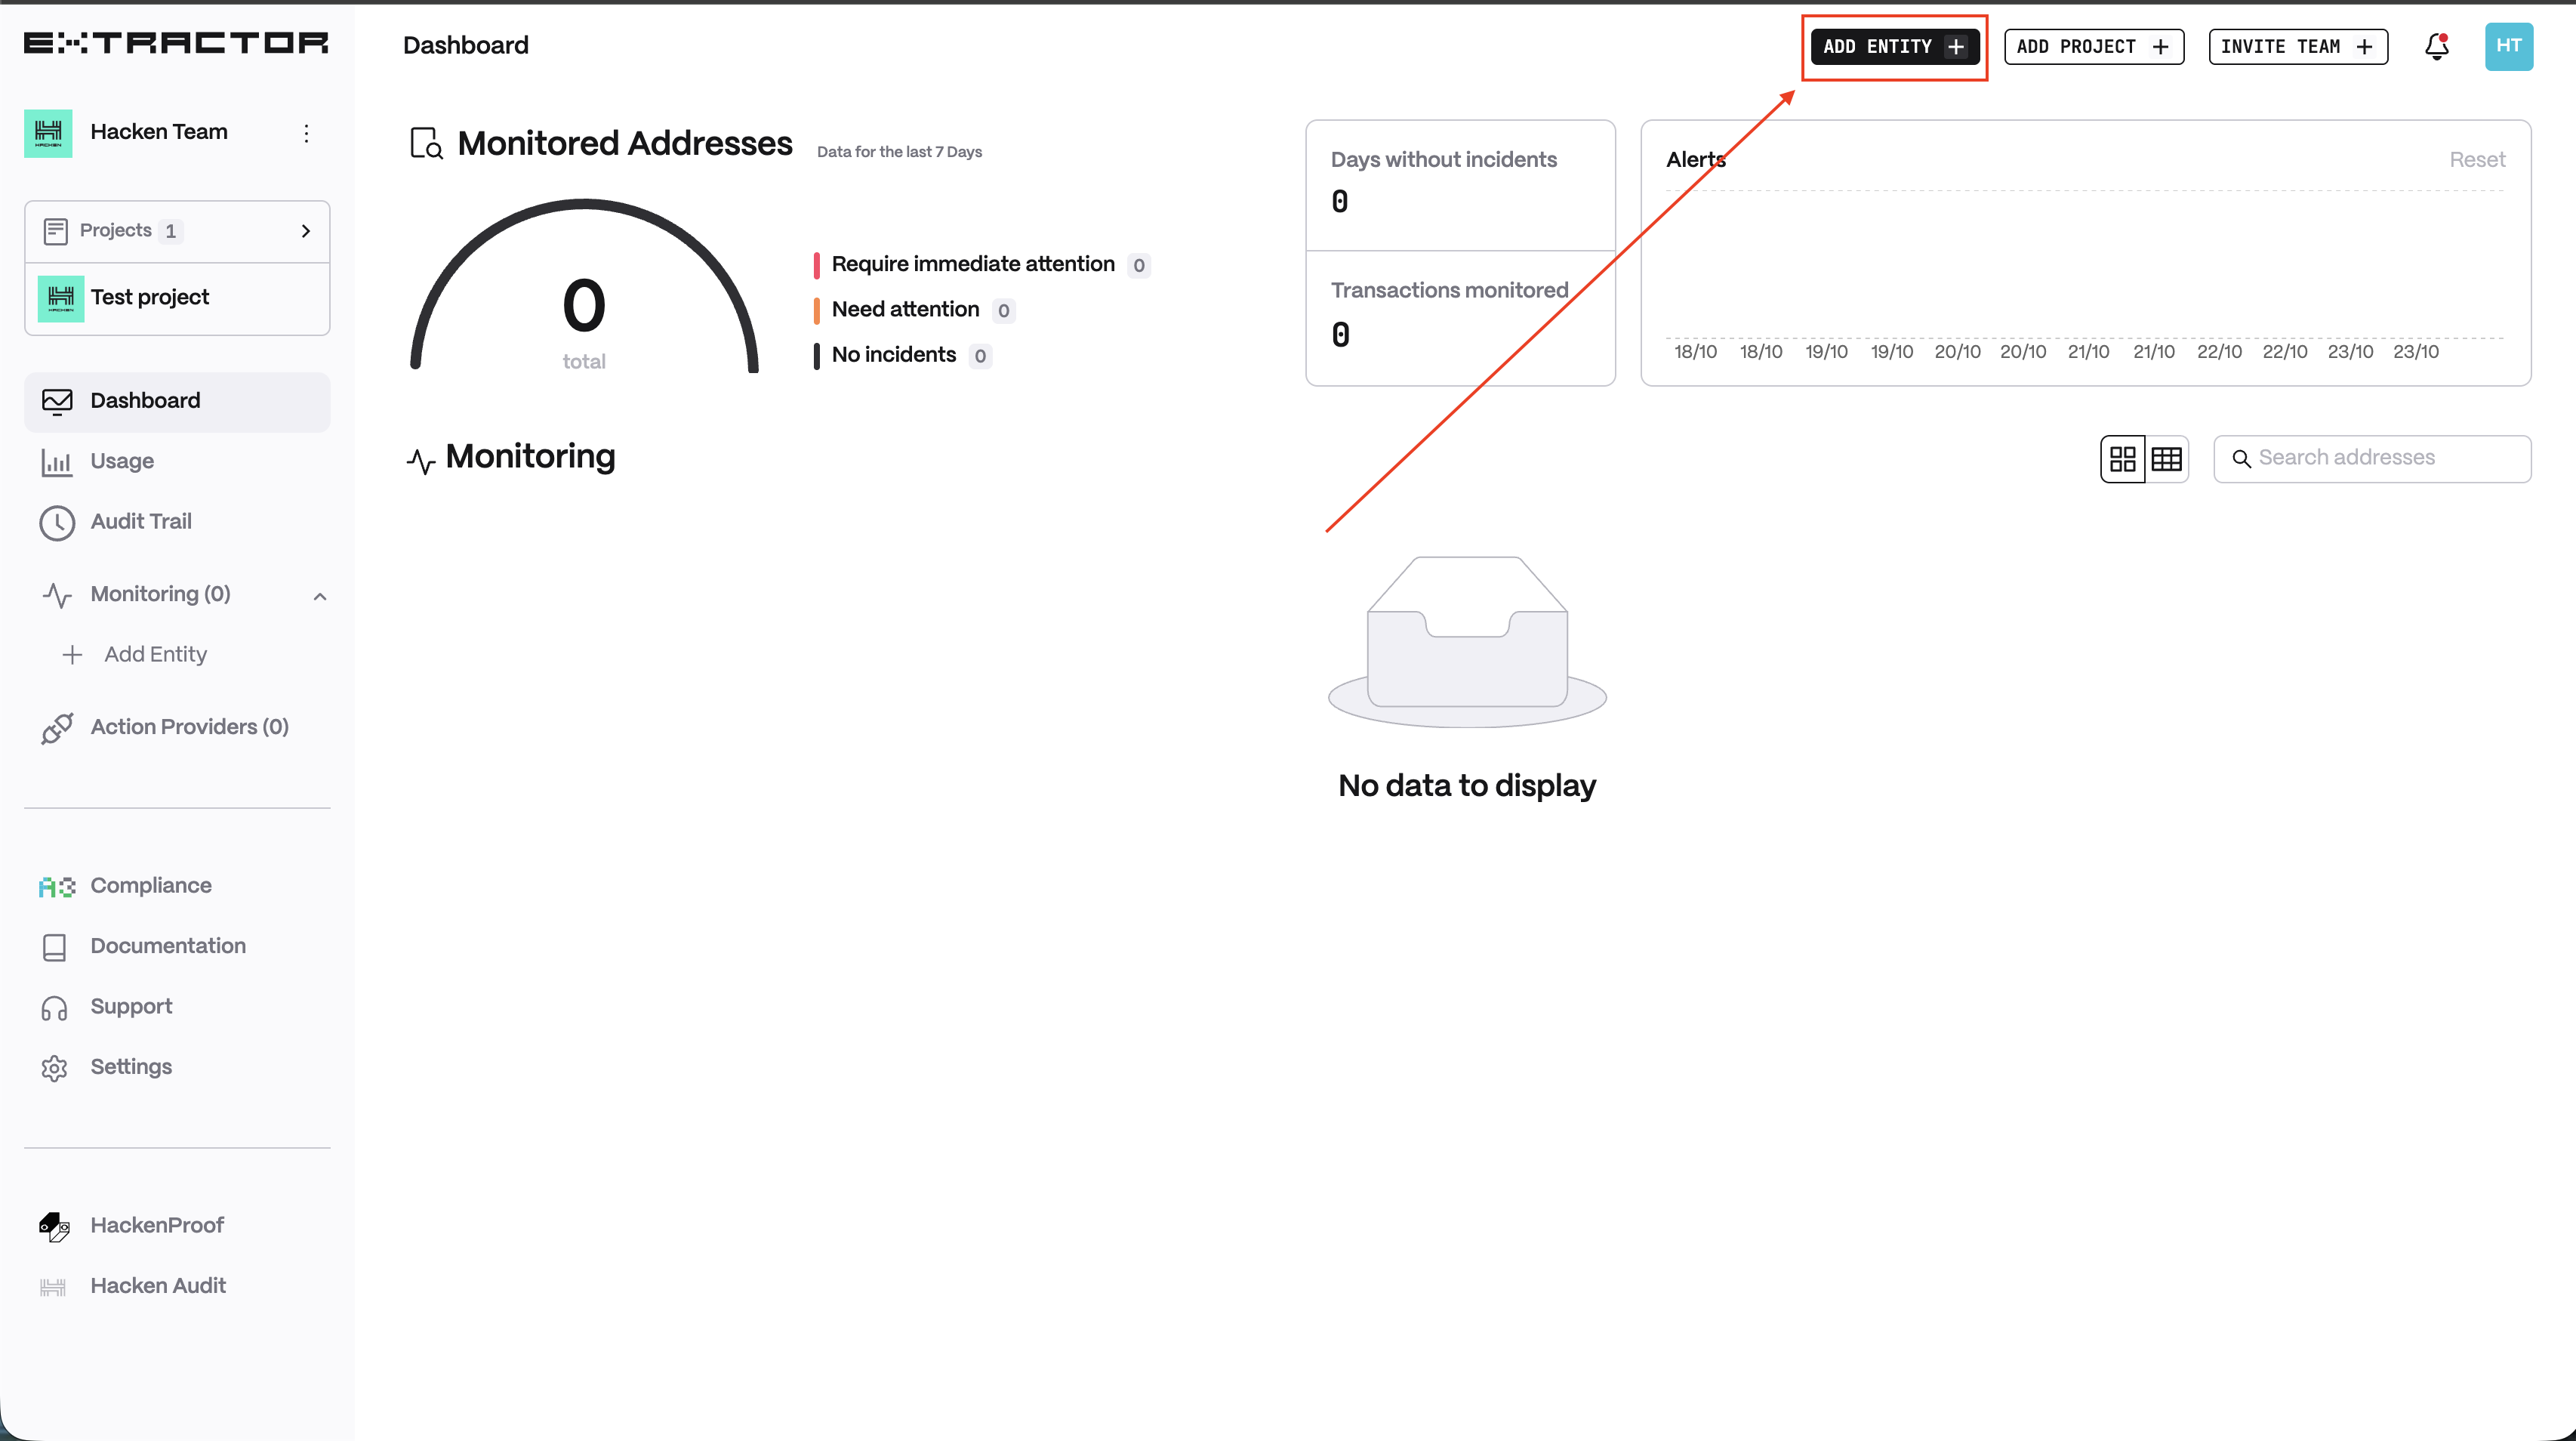 EXTRACTOR
Dashboard
ADD ENTITY +
ADD PROJECT +
INVITE TEAM +
HT
HACKEN
Hacken Team
Projects 1
HACKEN
Test project
Dashboard
Usage
Audit Trail
Monitoring (0)
+ Add Entity
Action Providers (0)
Compliance
Documentation
Support
Settings
HackenProof
Hacken Audit
Monitored Addresses
Data for the last 7 Days
0
total
Require immediate attention 0
Need attention 0
No incidents 0
Days without incidents
0
Transactions monitored
0
Alerts
Reset
18/10 18/10 19/10 19/10 20/10 20/10 21/10 21/10 22/10 22/10 23/10 23/10
Monitoring
Search addresses
No data to display